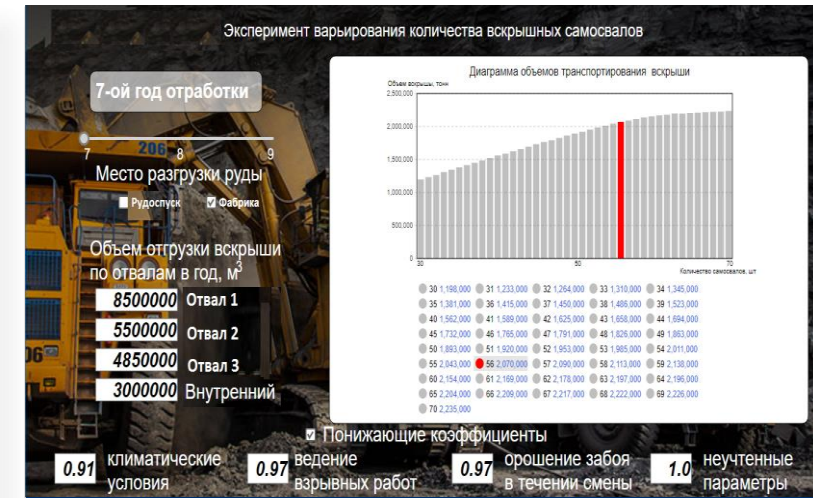 Эксперимент варьирования количества вскрышных самосвалов
7-ой год отработки
206
7 8 9
Место разгрузки руды
Рудоспуск Фабрика
Объем отгрузки вскрыши
по отвалам в год, м3
8500000 Отвал 1
5500000 Отвал 2
4850000 Отвал 3
3000000 Внутренний
06
Диаграмма объемов транспортирования вскрыши
Объем вскрыши, тонн
2,500,000
2,000,000
1,500,000
1,000,000
500,000
0
30 50 70
Количество самосвалов, шт
30 1,198,000 31 1,233,000 32 1,264,000 33 1,310,000 34 1,345,000
35 1,381,000 36 1,415,000 37 1,450,000 38 1,486,000 39 1,523,000
40 1,562,000 41 1,589,000 42 1,625,000 43 1,658,000 44 1,694,000
45 1,732,000 46 1,765,000 47 1,791,000 48 1,826,000 49 1,863,000
50 1,893,000 51 1,920,000 52 1,953,000 53 1,985,000 54 2,011,000
55 2,043,000 56 2,070,000 57 2,090,000 58 2,113,000 59 2,138,000
60 2,154,000 61 2,169,000 62 2,178,000 63 2,197,000 64 2,196,000
65 2,204,000 66 2,209,000 67 2,217,000 68 2,222,000 69 2,226,000
70 2,235,000
Понижающие коэффициенты
0.91 климатические условия
0.97 ведение взрывных работ
0.97 орошение забоя в течении смены
1.0 неучтенные параметры